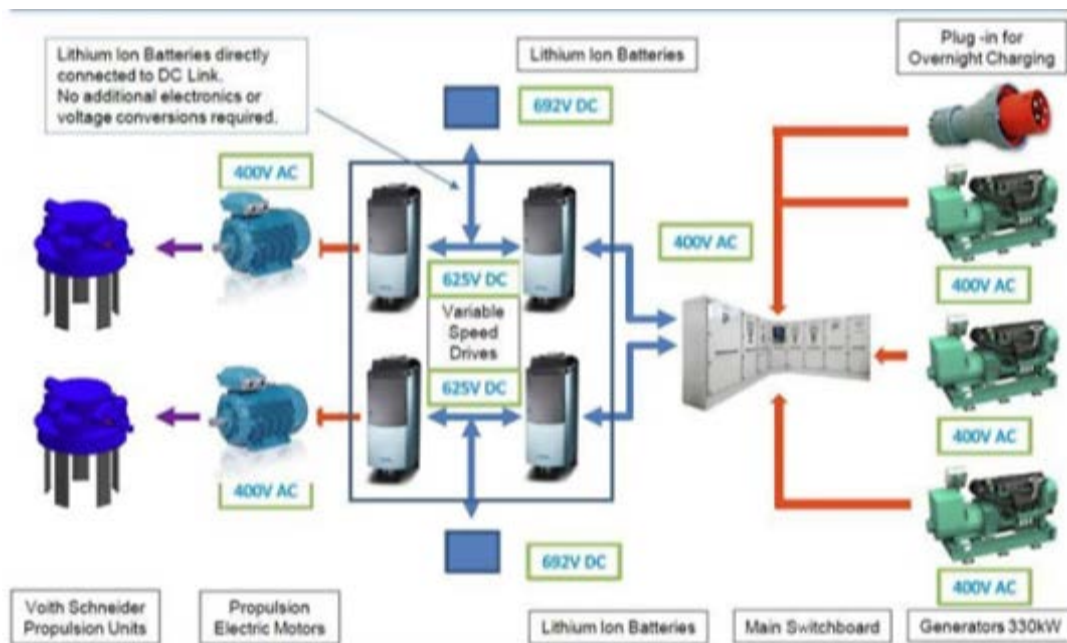 Lithium Ion Batteries directly
connected to DC Link.
No additional electronics or
voltage conversions required.
Lithium Ion Batteries
692V DC
Plug -in for
Overnight Charging
400V AC
400V AC
625V DC
Variable
Speed
Drives
625V DC
400V AC
400V AC
400V AC
692V DC
400V AC
Voith Schneider
Propulsion Units
Propulsion
Electric Motors
Lithium Ion Batteries
Main Switchboard
Generators 330kW